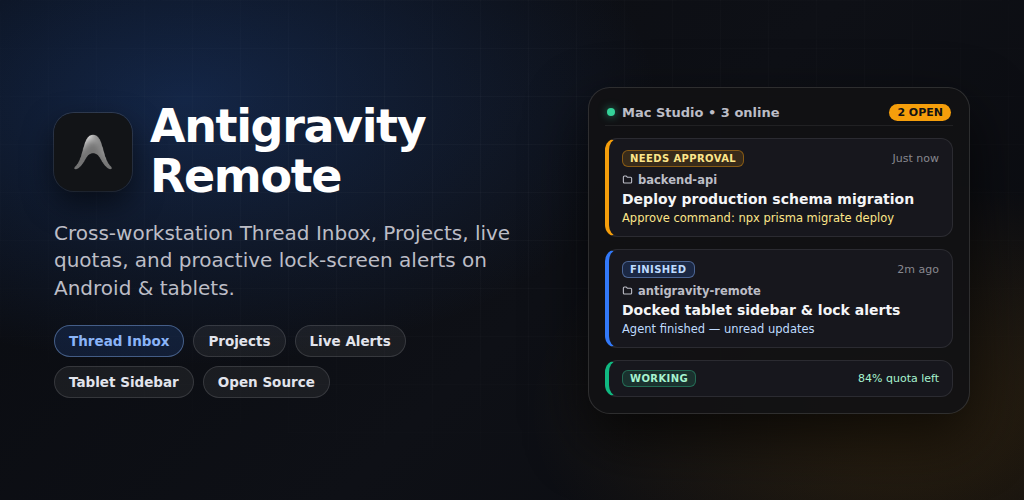 Antigravity
Remote
Cross-workstation Thread Inbox, Projects, live
quotas, and proactive lock-screen alerts on
Android & tablets.
Thread Inbox
Projects
Live Alerts
Tablet Sidebar
Open Source
Mac Studio • 3 online
2 OPEN
NEEDS APPROVAL
Just now
backend-api
Deploy production schema migration
Approve command: npx prisma migrate deploy
FINISHED
2m ago
antigravity-remote
Docked tablet sidebar & lock alerts
Agent finished — unread updates
WORKING
84% quota left